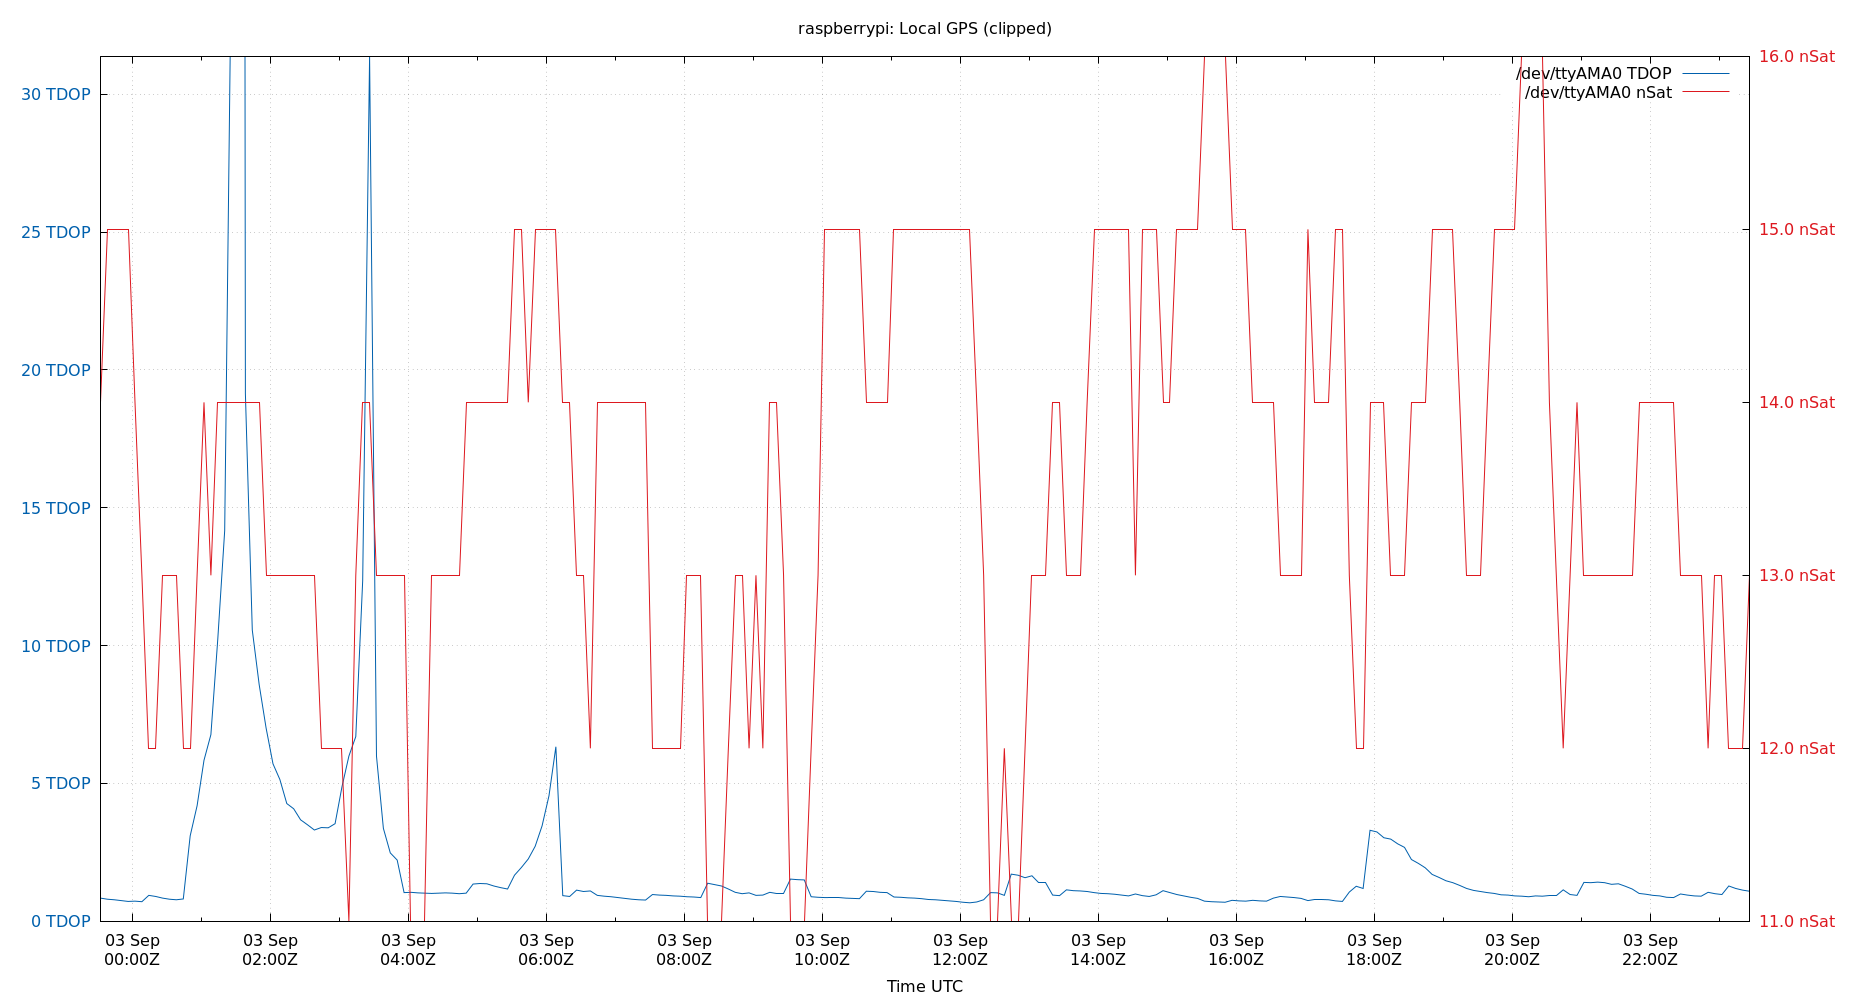 raspberrypi: Local GPS (clipped)
30 TDOP
25 TDOP
20 TDOP
15 TDOP
10 TDOP
5 TDOP
0 TDOP
16.0 nSat
15.0 nSat
14.0 nSat
13.0 nSat
12.0 nSat
11.0 nSat
/dev/ttyAMA0 TDOP
/dev/ttyAMA0 nSat
03 Sep 03 Sep 03 Sep 03 Sep 03 Sep 03 Sep 03 Sep 03 Sep 03 Sep 03 Sep 03 Sep 03 Sep
00:00Z 02:00Z 04:00Z 06:00Z 08:00Z 10:00Z 12:00Z 14:00Z 16:00Z 18:00Z 20:00Z 22:00Z
Time UTC